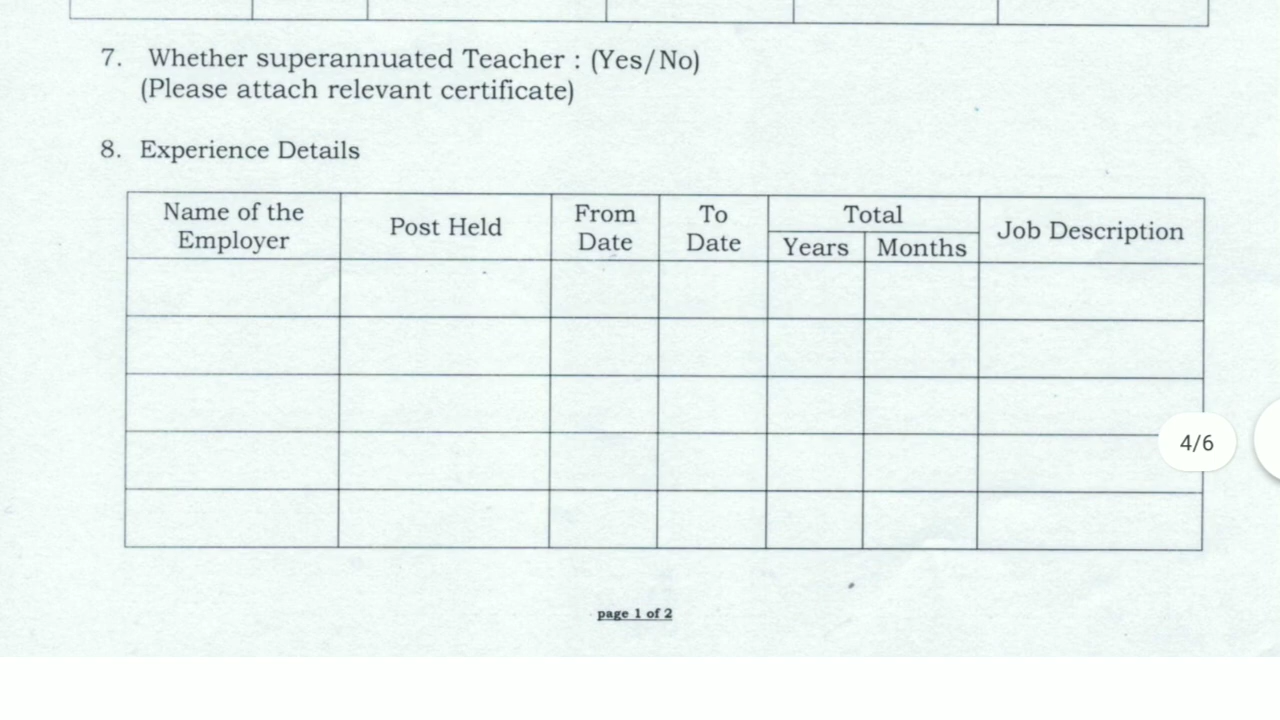 7. Whether superannuated Teacher : (Yes/No)
(Please attach relevant certificate)
8. Experience Details
Name of the Employer Post Held From Date To Date Total Job Description
Years Months
4/6
page 1 of 2